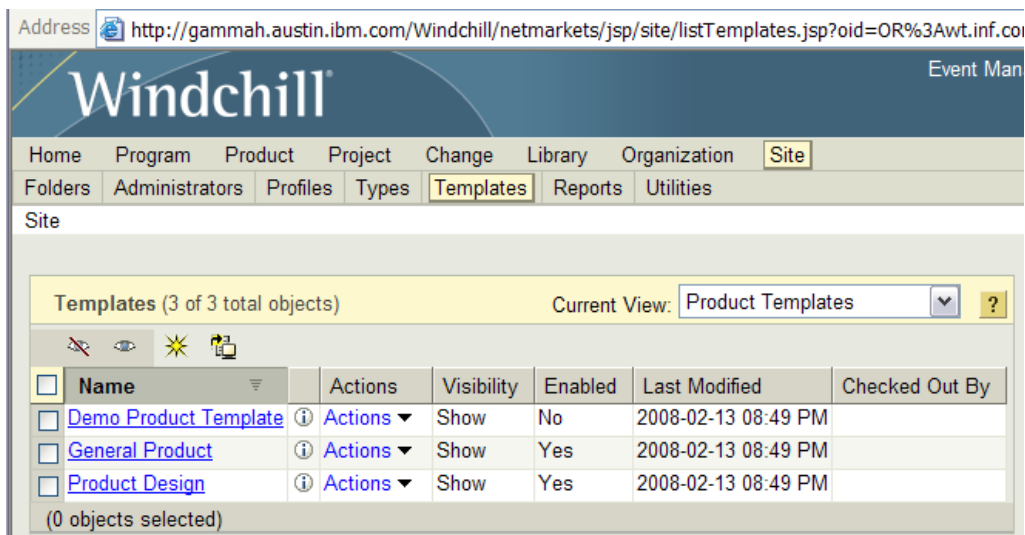 Address http://gammah.austin.ibm.com/Windchill/netmarkets/jsp/site/listTemplates.jsp?oid=OR%3Awt.inf.co
Event Man
Windchill
Home Program Product Project Change Library Organization Site
Folders Administrators Profiles Types Templates Reports Utilities
Site
Templates (3 of 3 total objects) Current View: Product Templates ?
Name Actions Visibility Enabled Last Modified Checked Out By
Demo Product Template Actions Show No 2008-02-13 08:49 PM
General Product Actions Show Yes 2008-02-13 08:49 PM
Product Design Actions Show Yes 2008-02-13 08:49 PM
(0 objects selected)